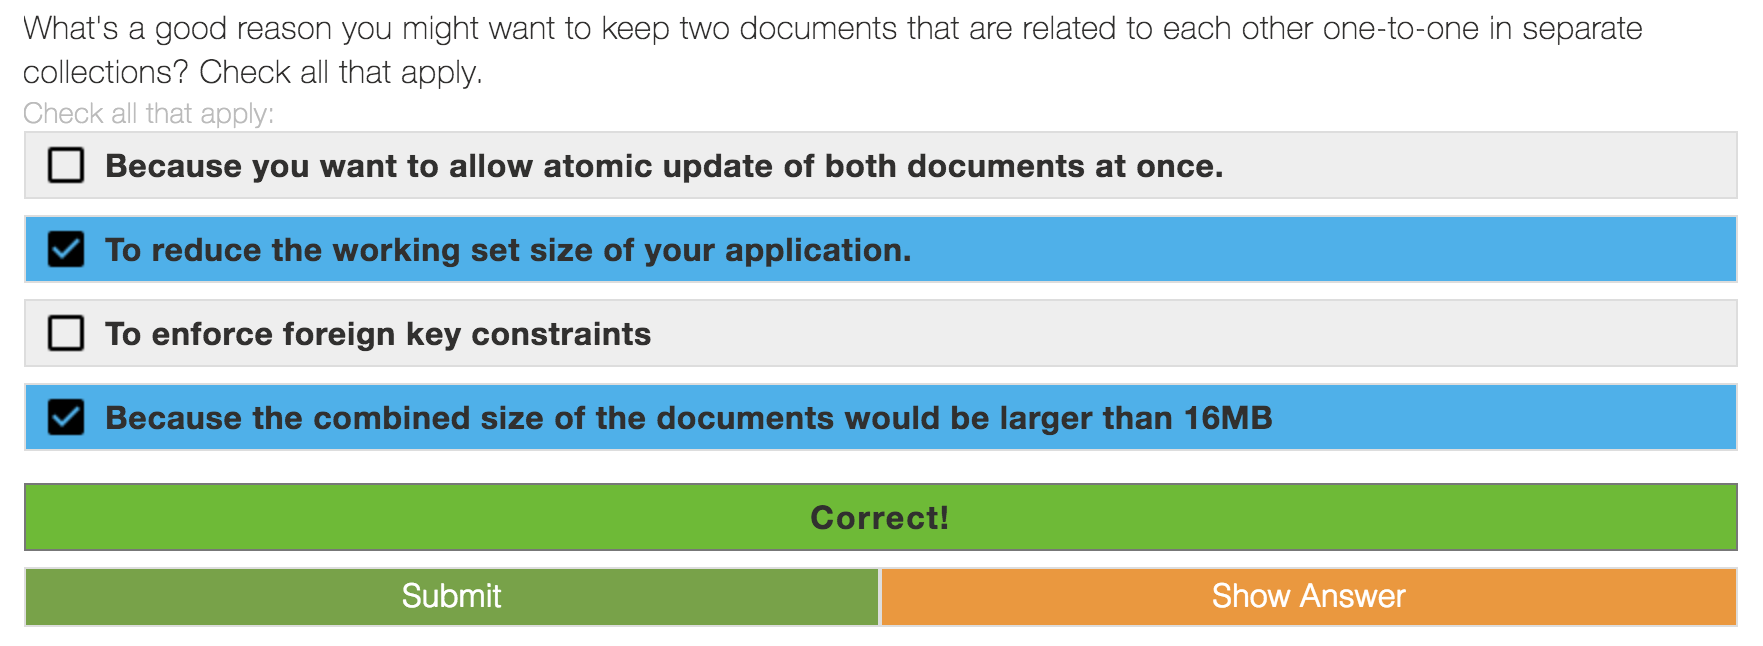 What's a good reason you might want to keep two documents that are related to each other one-to-one in separate
collections? Check all that apply.
Check all that apply:
Because you want to allow atomic update of both documents at once.
To reduce the working set size of your application.
To enforce foreign key constraints
Because the combined size of the documents would be larger than 16MB
Correct!
Submit
Show Answer